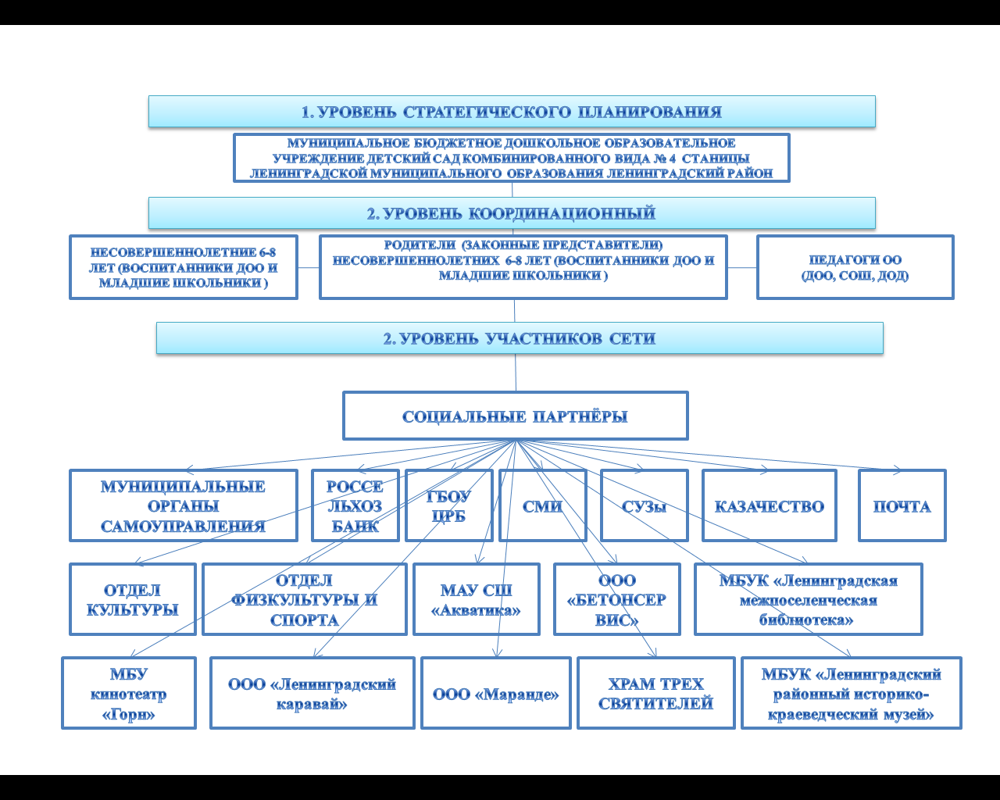 1. УРОВЕНЬ СТРАТЕГИЧЕСКОГО ПЛАНИРОВАНИЯ
МУНИЦИПАЛЬНОЕ БЮДЖЕТНОЕ ДОШКОЛЬНОЕ ОБРАЗОВАТЕЛЬНОЕ
УЧРЕЖДЕНИЕ ДЕТСКИЙ САД КОМБИНИРОВАННОГО ВИДА № 4 СТАНИЦЫ
ЛЕНИНГРАДСКОЙ МУНИЦИПАЛЬНОГО ОБРАЗОВАНИЯ ЛЕНИНГРАДСКИЙ РАЙОН
2. УРОВЕНЬ КООРДИНАЦИОННЫЙ
НЕСОВЕРШЕННОЛЕТНИЕ 6-8
ЛЕТ (ВОСПИТАННИКИ ДОО И
МЛАДШИЕ ШКОЛЬНИКИ )
РОДИТЕЛИ (ЗАКОННЫЕ ПРЕДСТАВИТЕЛИ)
НЕСОВЕРШЕННОЛЕТНИХ 6-8 ЛЕТ (ВОСПИТАННИКИ ДОО И
МЛАДШИЕ ШКОЛЬНИКИ )
ПЕДАГОГИ ОО
(ДОО, СОШ, ДОД)
2. УРОВЕНЬ УЧАСТНИКОВ СЕТИ
СОЦИАЛЬНЫЕ ПАРТНЁРЫ
МУНИЦИПАЛЬНЫЕ
ОРГАНЫ
САМОУПРАВЛЕНИЯ
РОССЕ
ЛЬХОЗ
БАНК
ГБОУ
ЦРБ
СМИ
СУЗы
КАЗАЧЕСТВО
ПОЧТА
ОТДЕЛ
КУЛЬТУРЫ
ОТДЕЛ
ФИЗКУЛЬТУРЫ И
СПОРТА
МАУ СШ
«Акватика»
ООО
«БЕТОНСЕР
ВИС»
МБУК «Ленинградская
межпоселенческая
библиотека»
МБУ
кинотеатр
«Горн»
ООО «Ленинградский
каравай»
ООО «Маранде»
ХРАМ ТРЕХ
СВЯТИТЕЛЕЙ
МБУК «Ленинградский
районный историко-
краеведческий музей»